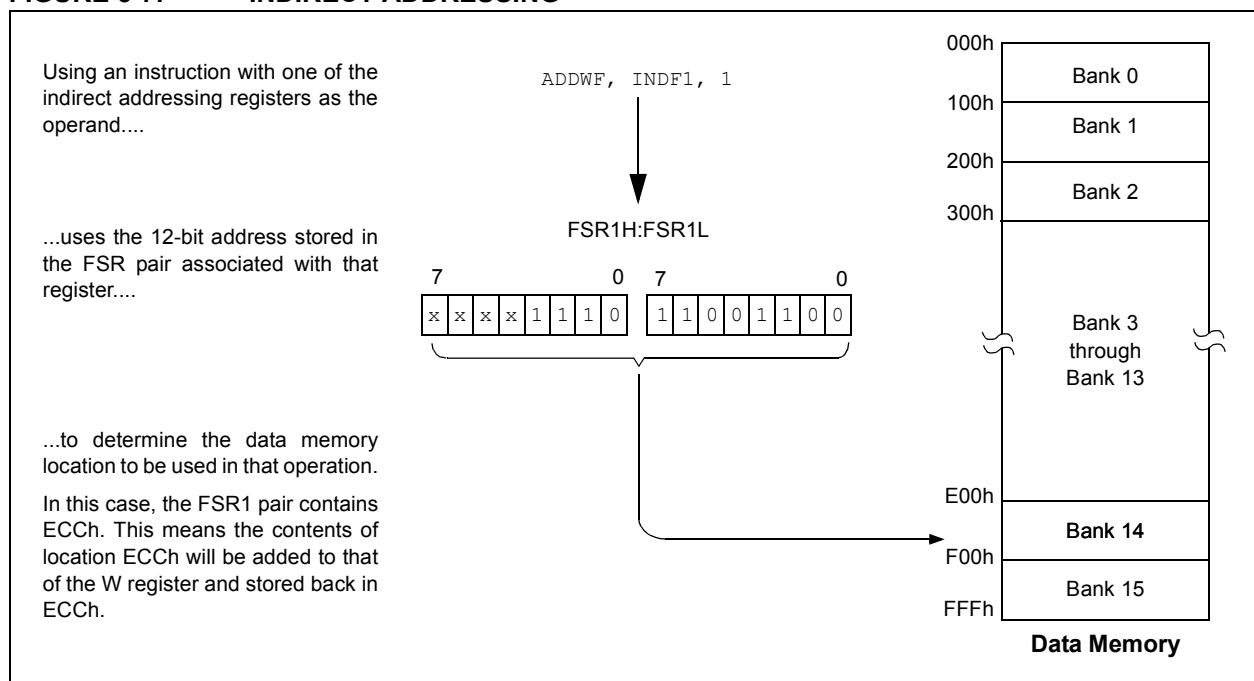 Using an instruction with one of the
indirect addressing registers as the
operand....
ADDWF, INDF1, 1
...uses the 12-bit address stored in
the FSR pair associated with that
register....
FSR1H:FSR1L
7 0 7 0
x x x x 1 1 1 0 1 1 0 0 1 1 0 0
...to determine the data memory
location to be used in that operation.
In this case, the FSR1 pair contains
ECCh. This means the contents of
location ECCh will be added to that
of the W register and stored back in
ECCh.
000h
Bank 0
100h
Bank 1
200h
Bank 2
300h
Bank 3
through
Bank 13
E00h
Bank 14
F00h
Bank 15
FFFh
Data Memory